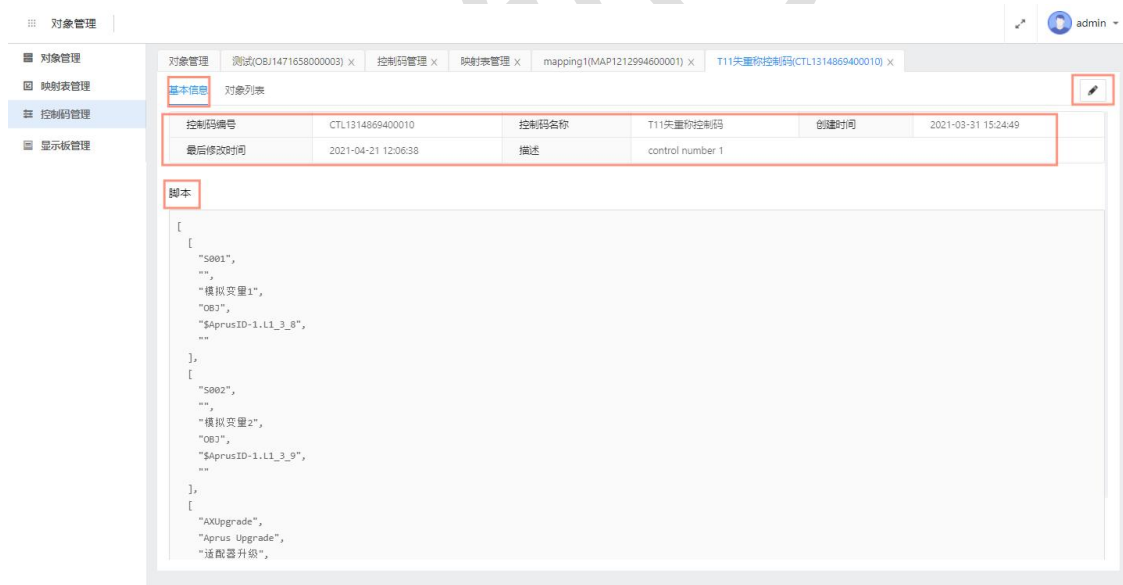 对象管理
admin
对象管理
映射表管理
控制码管理
显示板管理
对象管理 测试(OBJ1471658000003) × 控制码管理 × 映射表管理 × mapping1(MAP1212994600001) × T11失重称控制码(CTL1314869400010) ×
基本信息 对象列表
控制码编号 CTL1314869400010 控制码名称 T11失重称控制码 创建时间 2021-03-31 15:24:49
最后修改时间 2021-04-21 12:06:38 描述 control number 1
脚本
[
[
"S001",
"",
"模拟变量1",
"OBJ",
"$AprusID-1.L1_3_8",
""
],
[
"S002",
"",
"模拟变量2",
"OBJ",
"$AprusID-1.L1_3_9",
""
],
[
"AXUpgrade",
"Aprus Upgrade",
"适配器升级",